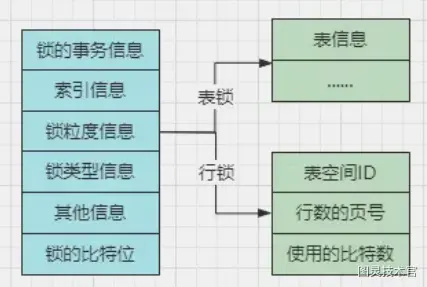 锁的事务信息
索引信息
锁粒度信息
锁类型信息
其他信息
锁的比特位
表锁
行锁
表信息
......
表空间ID
行数的页号
使用的比特数
图灵技术官